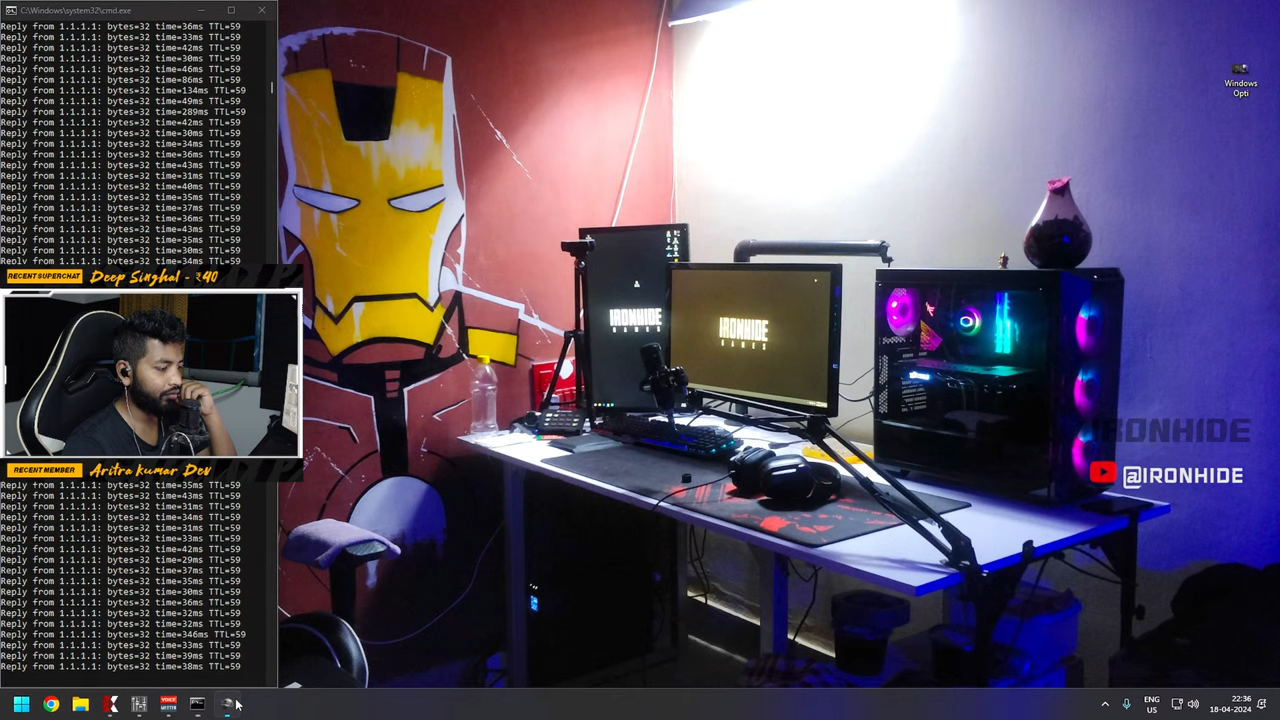 C:\Windows\system32\cmd.exe
Reply from 1.1.1.1: bytes=32 time=36ms TTL=59
Reply from 1.1.1.1: bytes=32 time=33ms TTL=59
Reply from 1.1.1.1: bytes=32 time=42ms TTL=59
Reply from 1.1.1.1: bytes=32 time=30ms TTL=59
Reply from 1.1.1.1: bytes=32 time=46ms TTL=59
Reply from 1.1.1.1: bytes=32 time=86ms TTL=59
Reply from 1.1.1.1: bytes=32 time=134ms TTL=59
Reply from 1.1.1.1: bytes=32 time=49ms TTL=59
Reply from 1.1.1.1: bytes=32 time=289ms TTL=59
Reply from 1.1.1.1: bytes=32 time=42ms TTL=59
Reply from 1.1.1.1: bytes=32 time=30ms TTL=59
Reply from 1.1.1.1: bytes=32 time=34ms TTL=59
Reply from 1.1.1.1: bytes=32 time=36ms TTL=59
Reply from 1.1.1.1: bytes=32 time=43ms TTL=59
Reply from 1.1.1.1: bytes=32 time=31ms TTL=59
Reply from 1.1.1.1: bytes=32 time=40ms TTL=59
Reply from 1.1.1.1: bytes=32 time=35ms TTL=59
Reply from 1.1.1.1: bytes=32 time=37ms TTL=59
Reply from 1.1.1.1: bytes=32 time=36ms TTL=59
Reply from 1.1.1.1: bytes=32 time=43ms TTL=59
Reply from 1.1.1.1: bytes=32 time=35ms TTL=59
Reply from 1.1.1.1: bytes=32 time=30ms TTL=59
Reply from 1.1.1.1: bytes=32 time=34ms TTL=59
RECENT SUPERCHAT Deep Singhal - ₹40
RECENT MEMBER Aritra kumar Dev
Reply from 1.1.1.1: bytes=32 time=35ms TTL=59
Reply from 1.1.1.1: bytes=32 time=43ms TTL=59
Reply from 1.1.1.1: bytes=32 time=31ms TTL=59
Reply from 1.1.1.1: bytes=32 time=34ms TTL=59
Reply from 1.1.1.1: bytes=32 time=31ms TTL=59
Reply from 1.1.1.1: bytes=32 time=33ms TTL=59
Reply from 1.1.1.1: bytes=32 time=42ms TTL=59
Reply from 1.1.1.1: bytes=32 time=29ms TTL=59
Reply from 1.1.1.1: bytes=32 time=37ms TTL=59
Reply from 1.1.1.1: bytes=32 time=35ms TTL=59
Reply from 1.1.1.1: bytes=32 time=30ms TTL=59
Reply from 1.1.1.1: bytes=32 time=36ms TTL=59
Reply from 1.1.1.1: bytes=32 time=32ms TTL=59
Reply from 1.1.1.1: bytes=32 time=32ms TTL=59
Reply from 1.1.1.1: bytes=32 time=346ms TTL=59
Reply from 1.1.1.1: bytes=32 time=33ms TTL=59
Reply from 1.1.1.1: bytes=32 time=39ms TTL=59
Reply from 1.1.1.1: bytes=32 time=38ms TTL=59
Windows
Opti
IRONHIDE
GAMES
IRONHIDE
GAMES
IRONHIDE
@IRONHIDE
ENG
US
22:36
18-04-2024